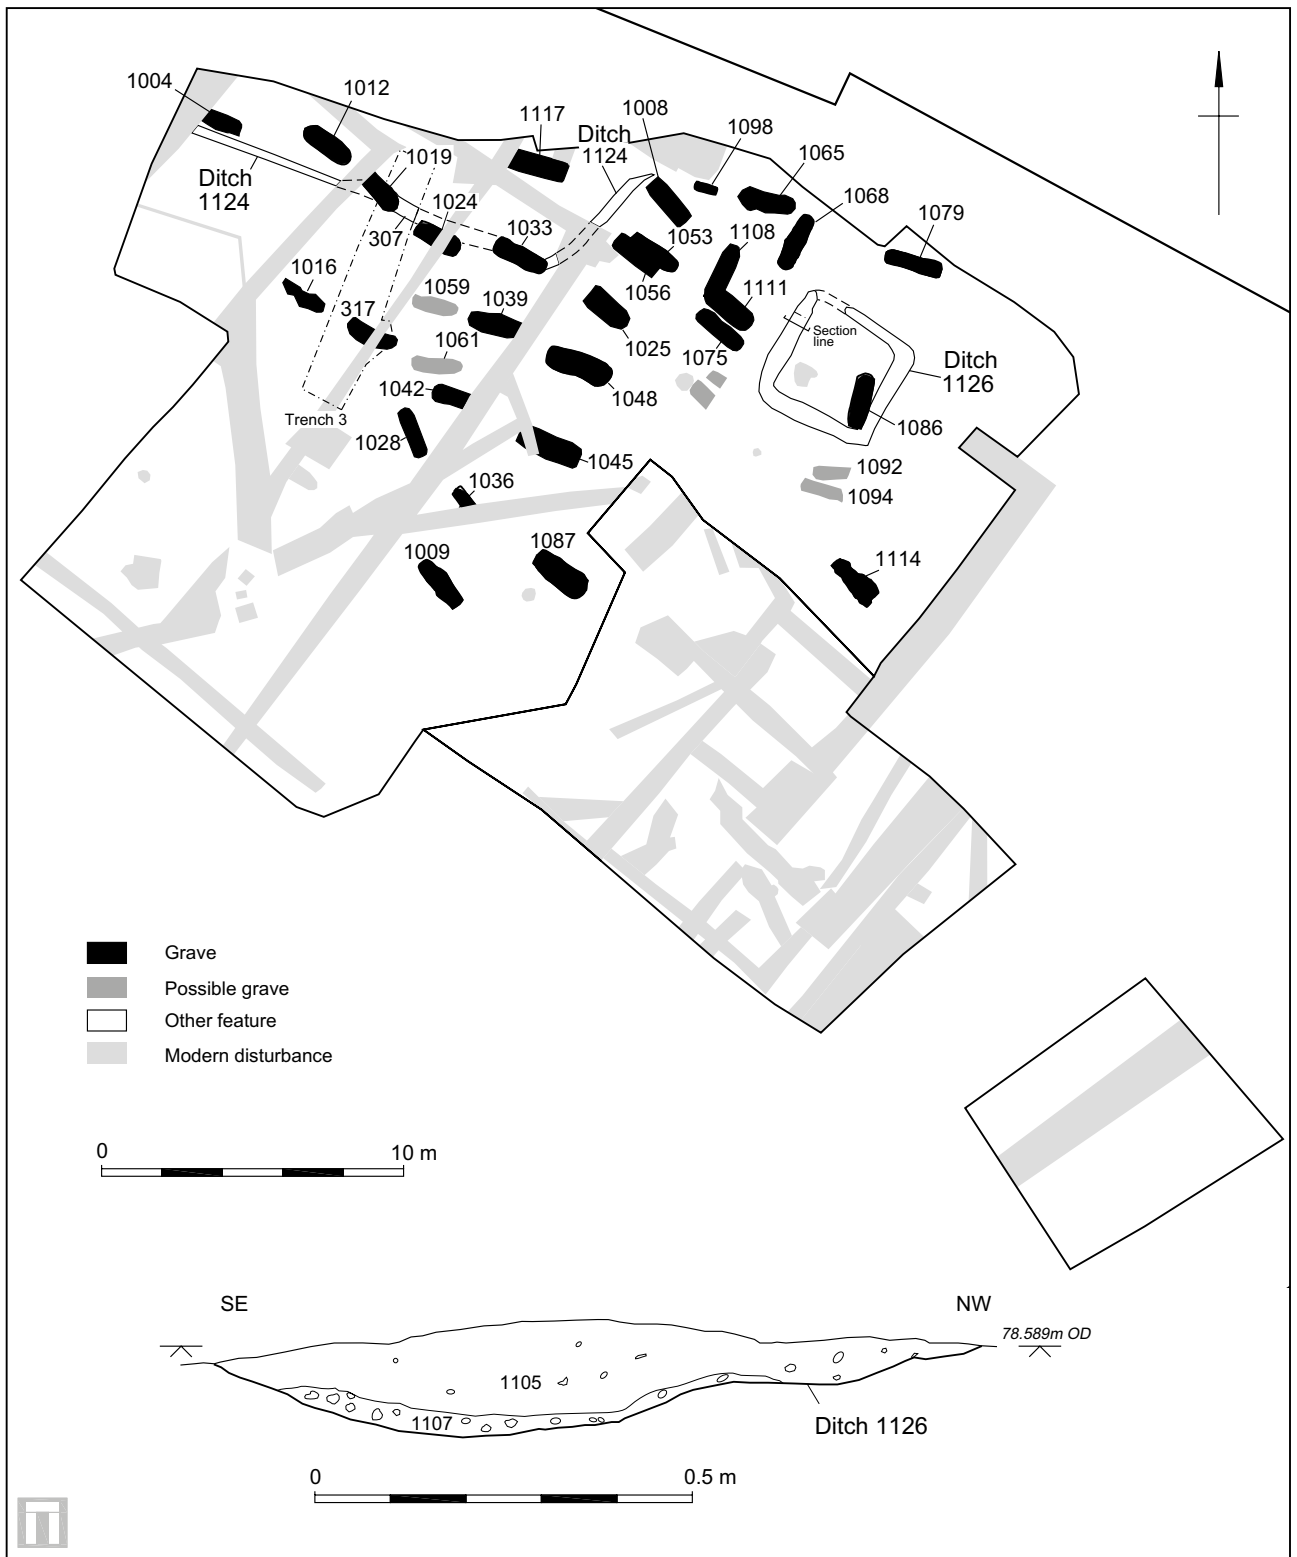 1004
1012
1117
Ditch
1124
1008
1098
1065
1019
1068
Ditch
1124
1024
1079
307
1033
1053
1108
1016
1056
1059
1039
1111
317
1025
1075
Section
line
1061
Ditch
1126
1042
1048
Trench 3
1028
1086
1045
1092
1036
1094
1009
1087
1114
Grave
Possible grave
Other feature
Modern disturbance
0
10 m
SE
NW
78.589m OD
1105
1107
Ditch 1126
0
0.5 m